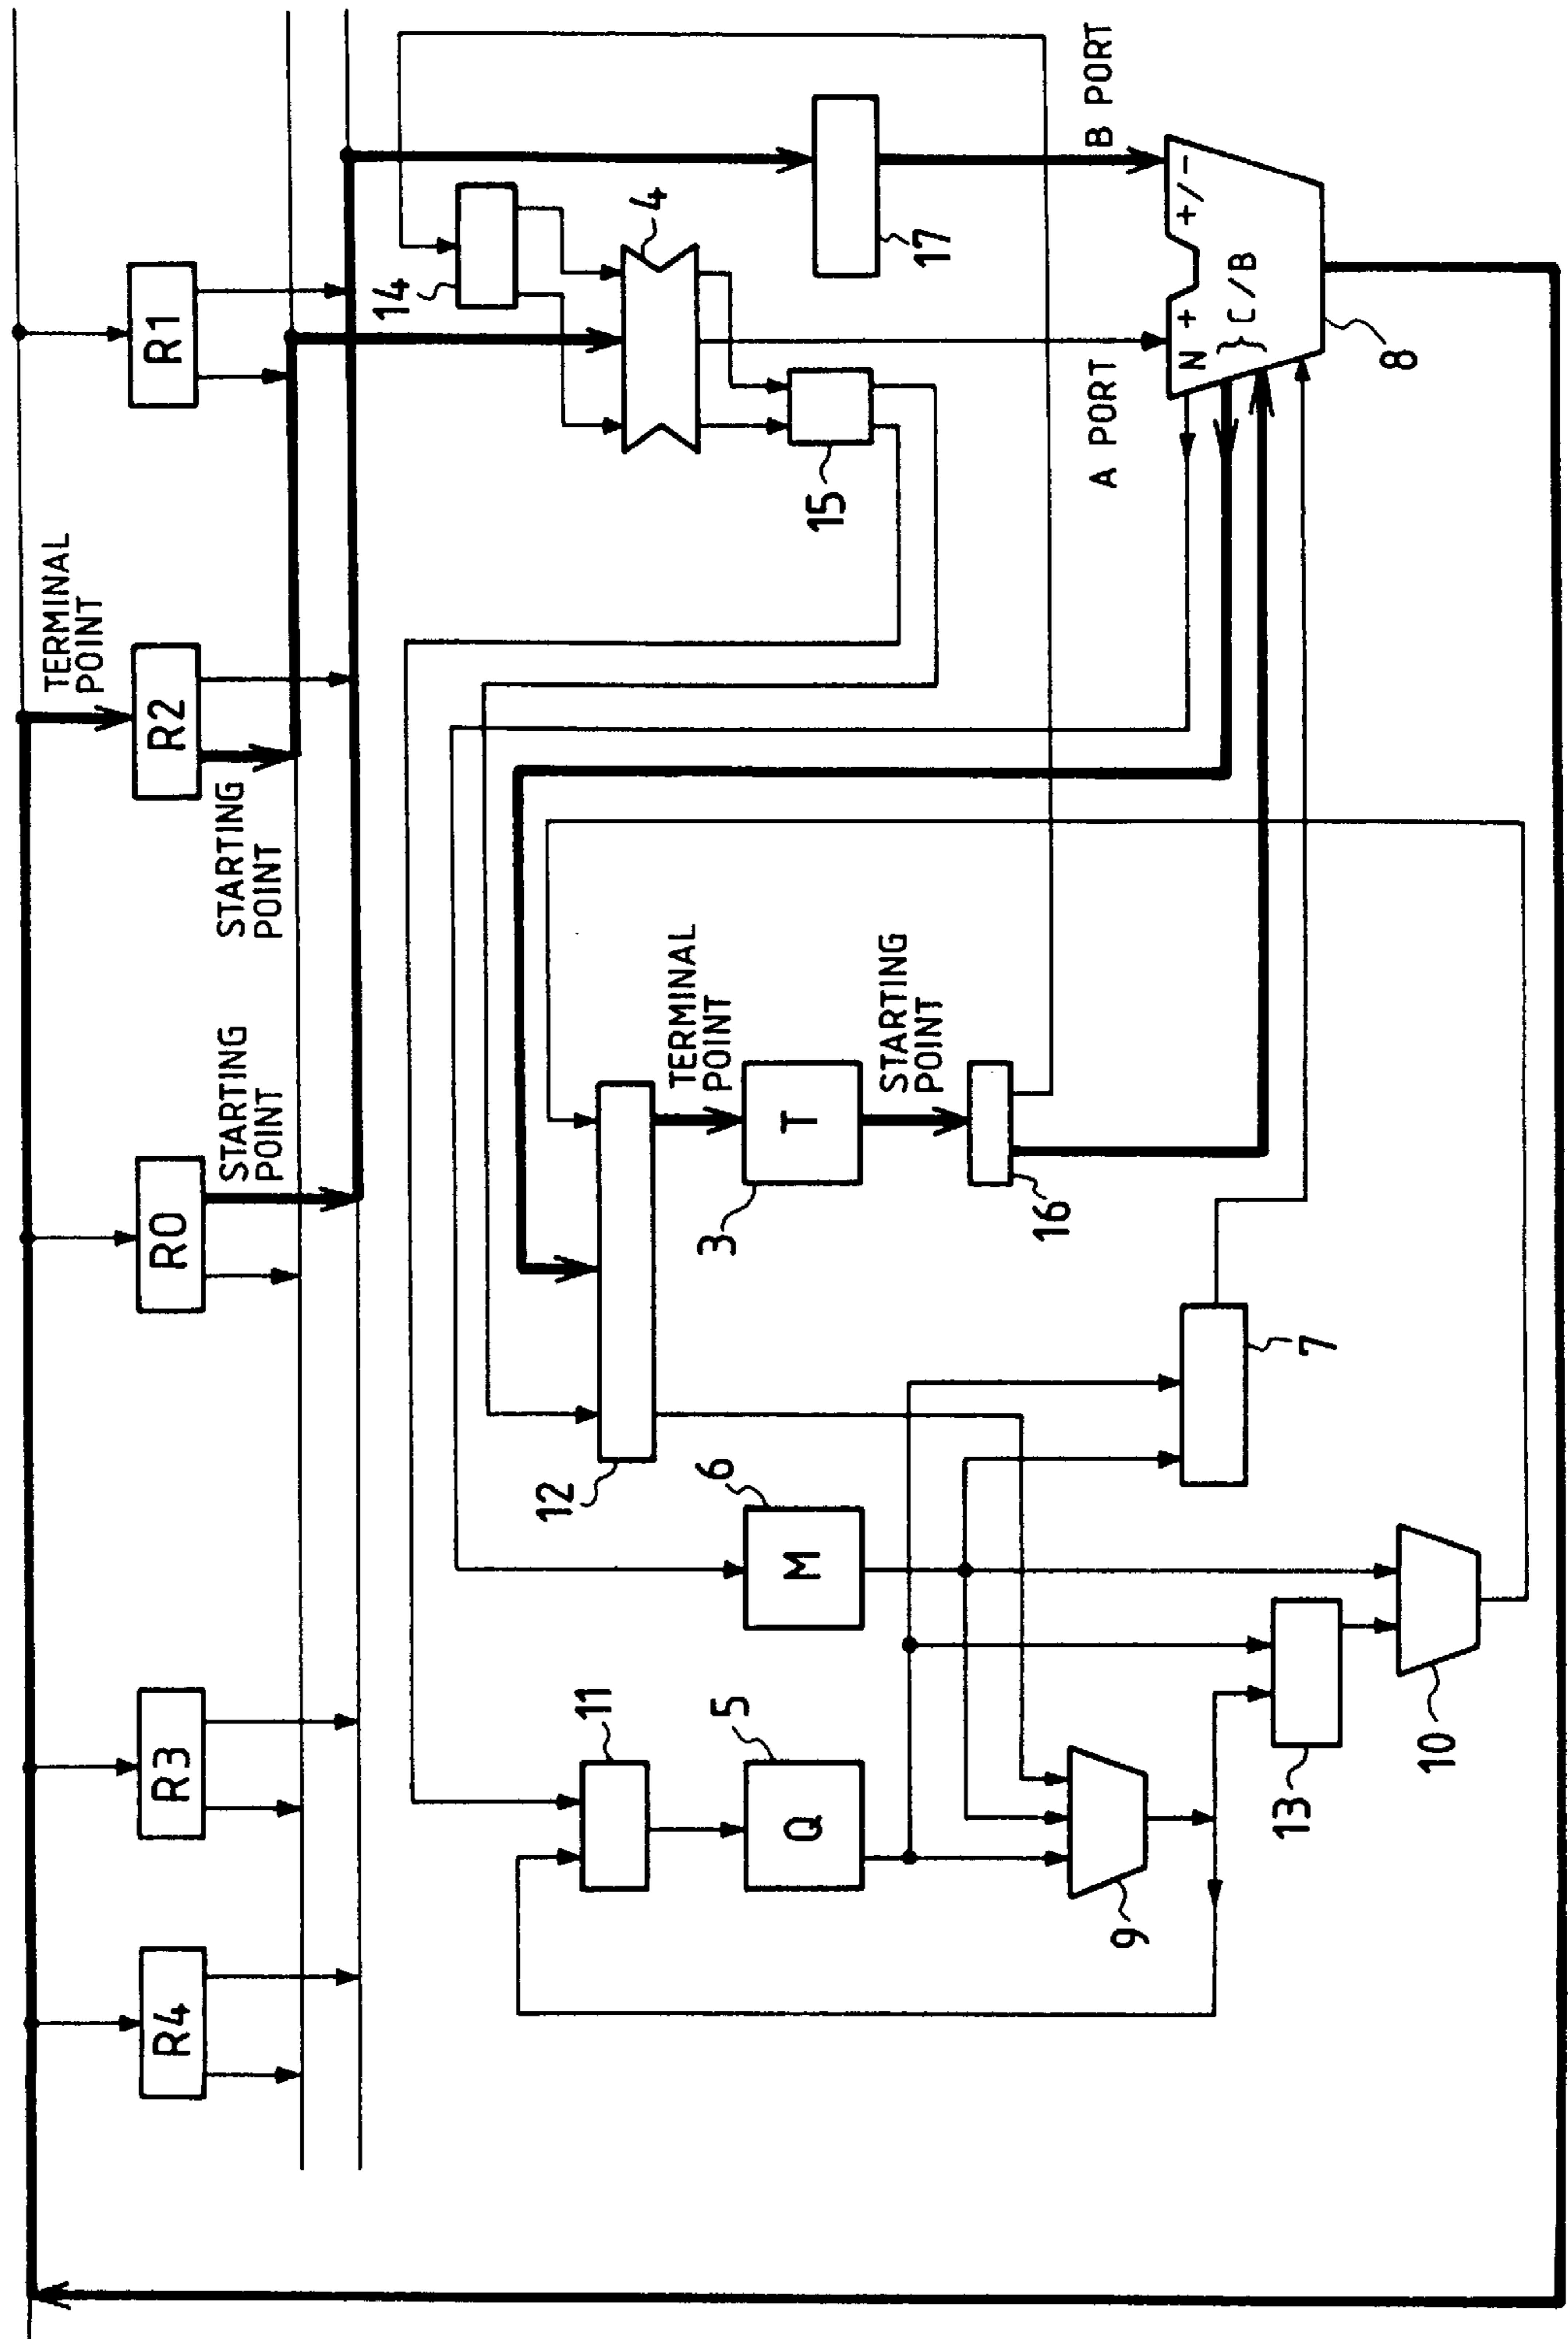 R4
R3
R0
R2
R1
STARTING
POINT
STARTING
POINT
TERMINAL
POINT
11
12
14
4
Q
5
M
6
T
3
TERMINAL
POINT
STARTING
POINT
15
17
16
9
13
10
7
A PORT
B PORT
N + +/-
} C/B
8